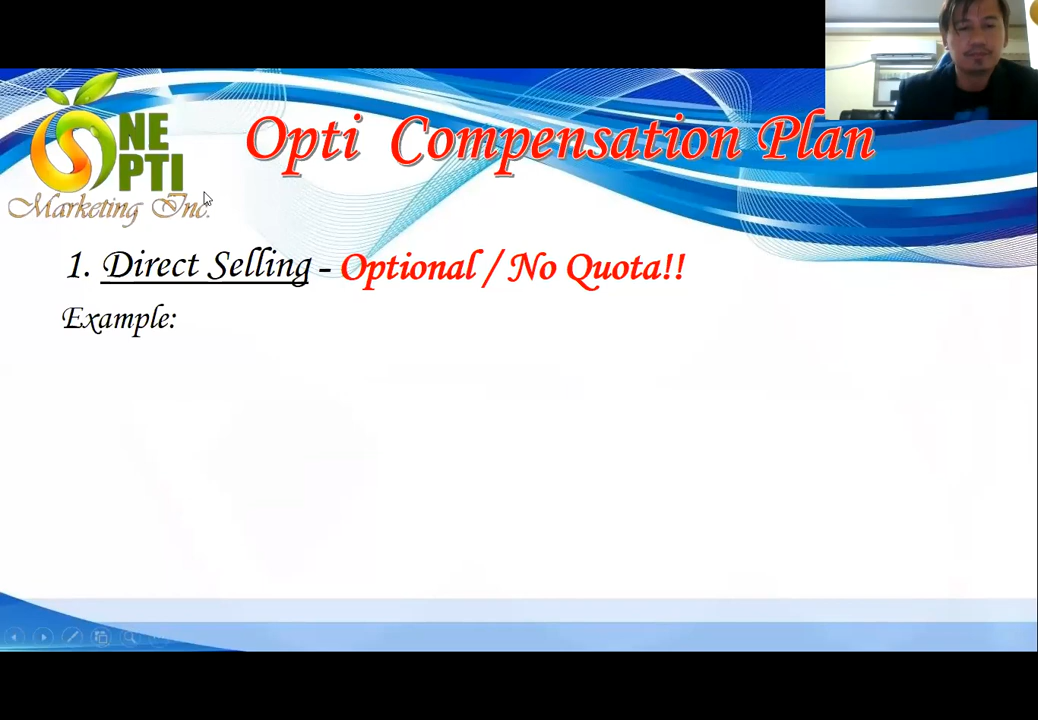 ONE
OPTI
Marketing Inc.
Opti Compensation Plan
1. Direct Selling - Optional / No Quota!!
Example: